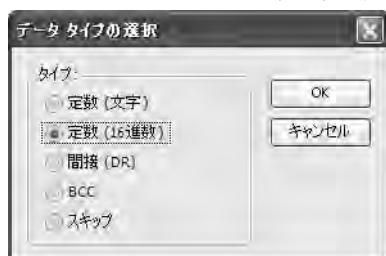 データ タイプの選択
タイプ:
定数 (文字)
OK
定数 (16進数)
キャンセル
間接 (DR)
BCC
スキップ